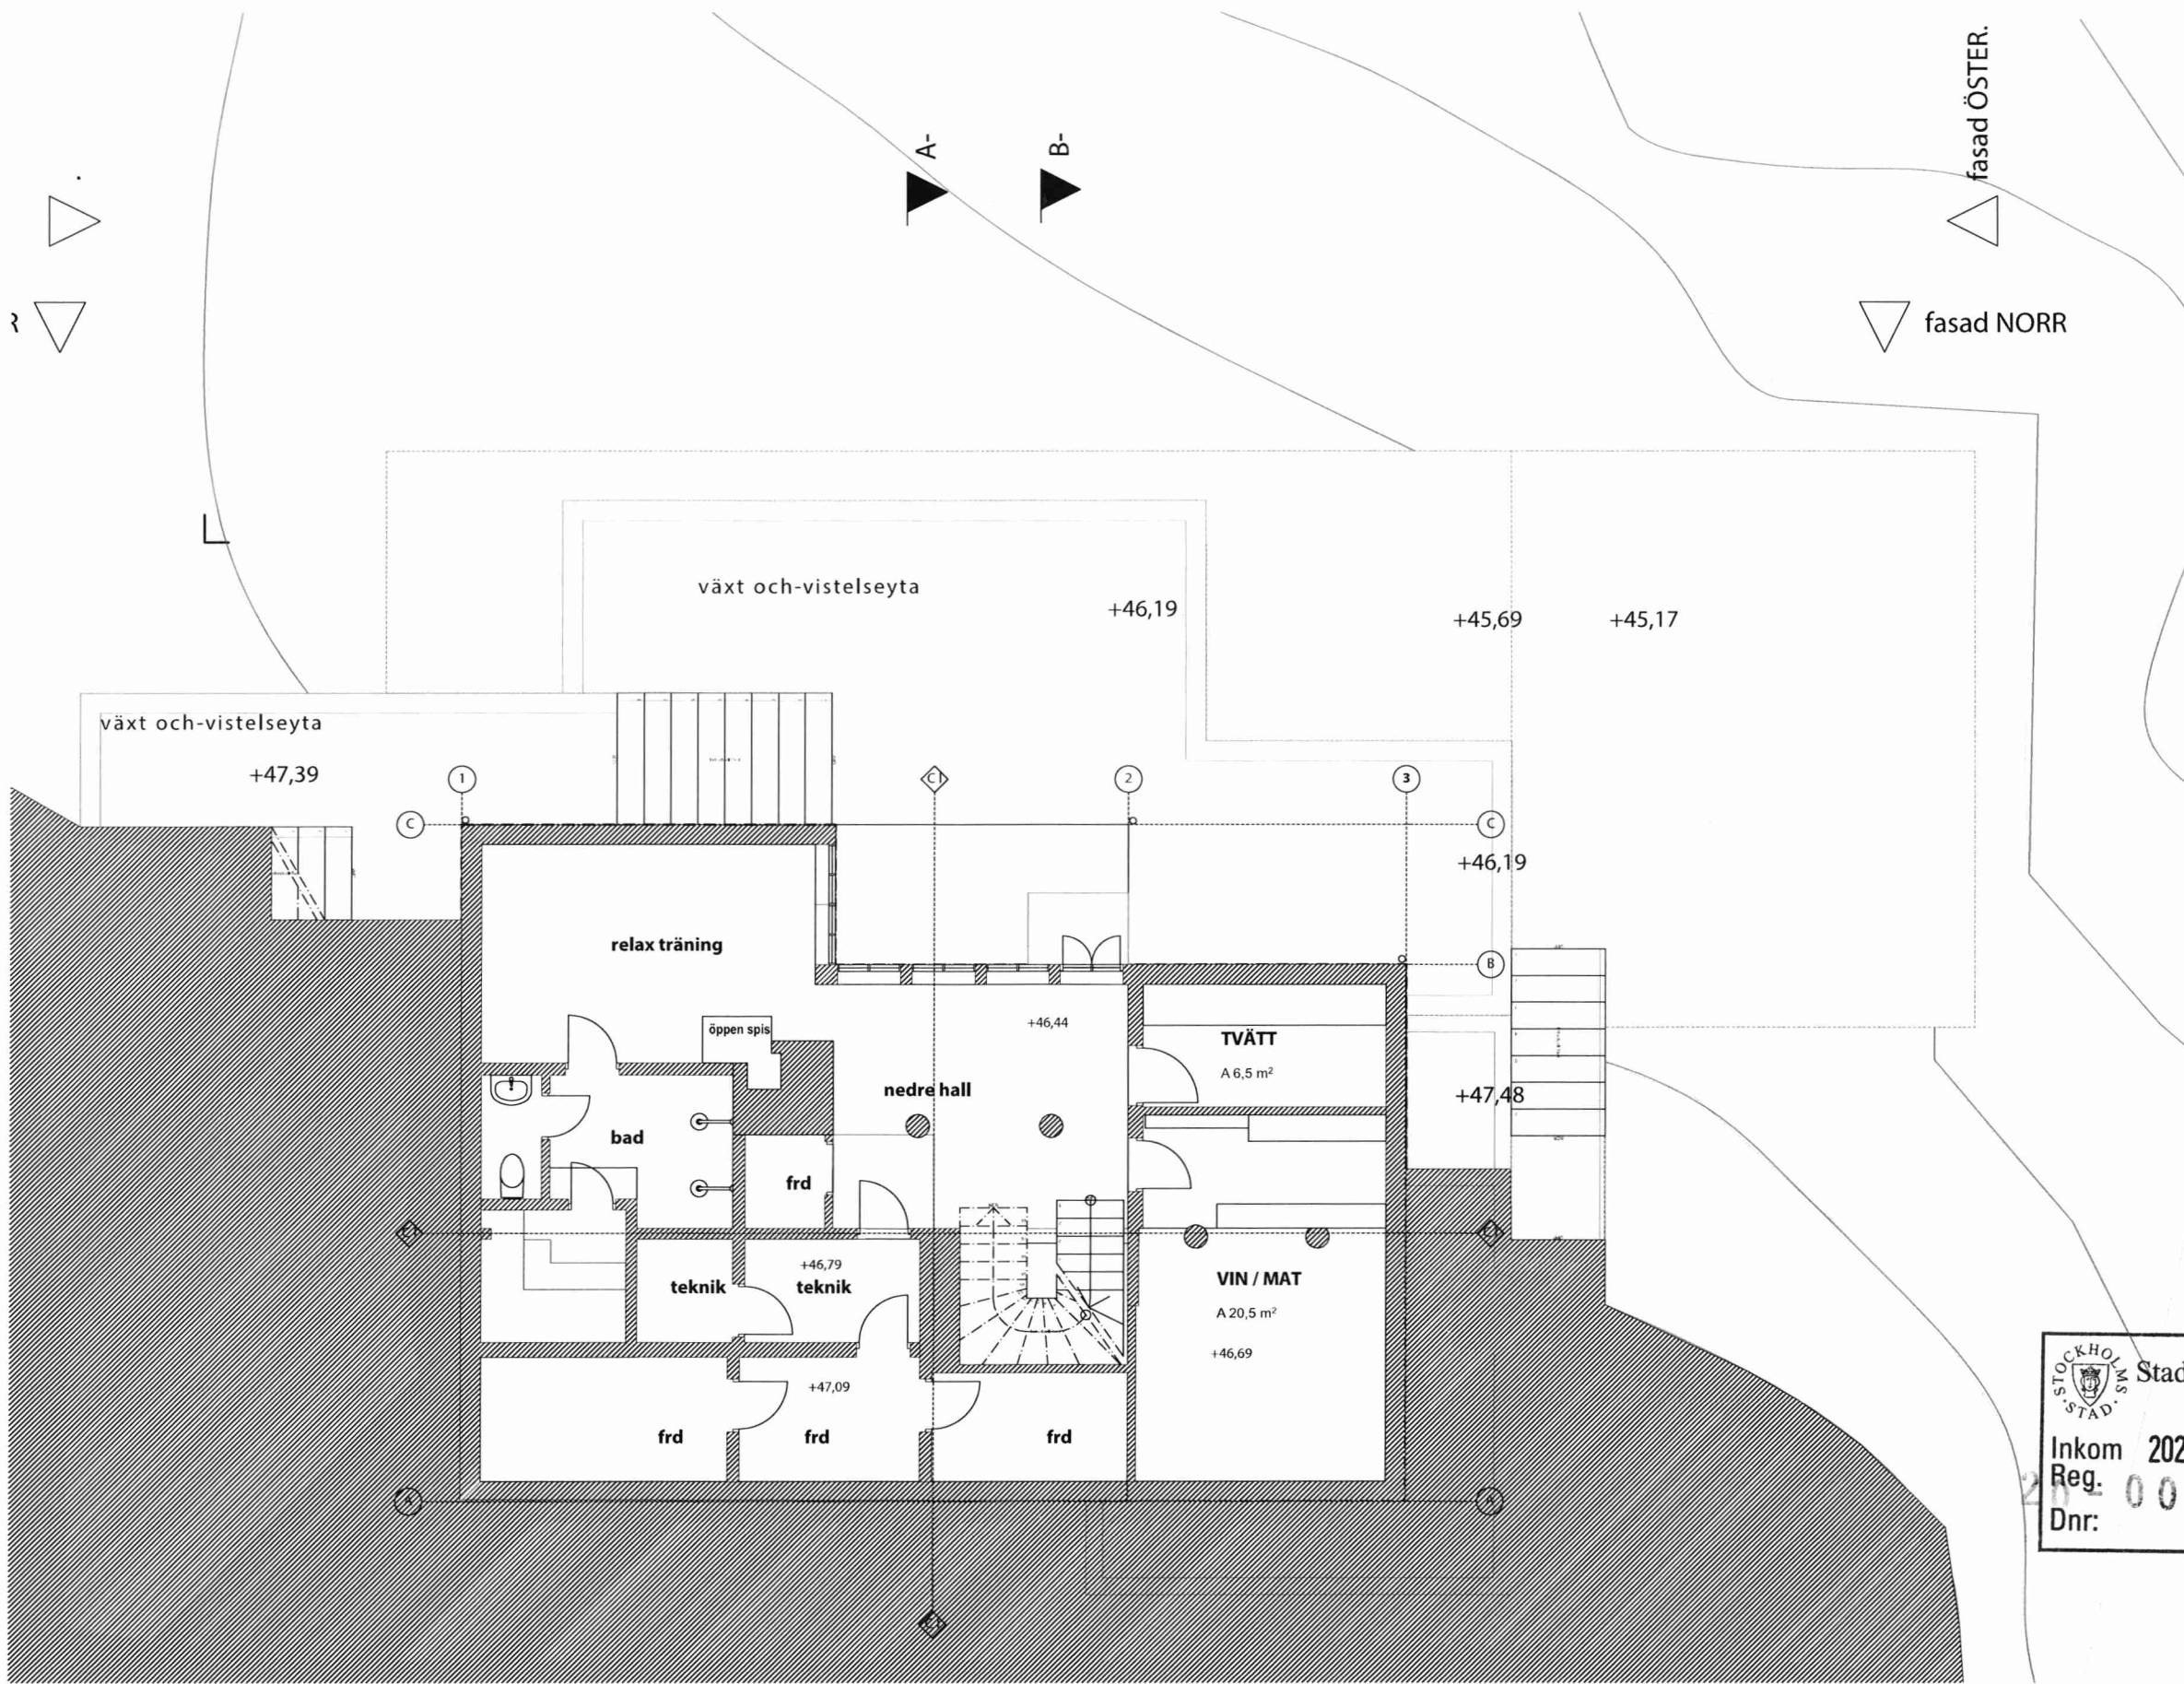 fasad ÖSTER.
A-
B-
fasad NORR
växt och-vistelseyta
+46,19
+45,69
+45,17
växt och-vistelseyta
+47,39
1
C1
2
3
C
C
+46,19
relax träning
B
öppen spis
+46,44
TVÄTT
A 6,5 m²
nedre hall
+47,48
bad
frd
+46,79
teknik
teknik
VIN / MAT
A 20,5 m²
+46,69
+47,09
frd
frd
frd
A
A
STOCKHOLMS STAD
Stad
Inkom 202
Reg. 00
Dnr: